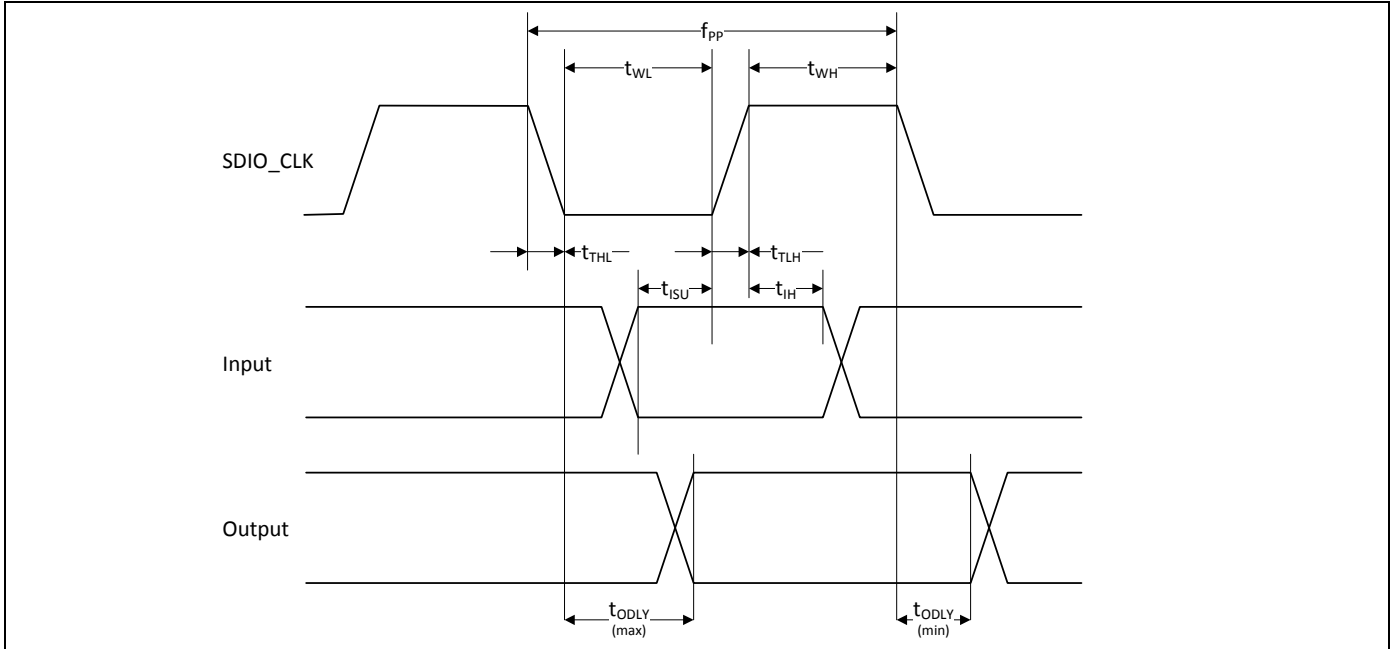 fPP
tWL
tWH
SDIO_CLK
tTHL
tTLH
tISU
tIH
Input
Output
tODLY
(max)
tODLY
(min)